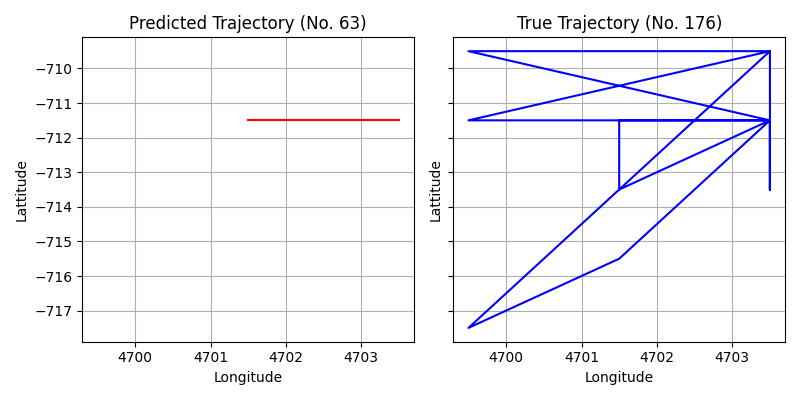 Predicted Trajectory (No. 63)
True Trajectory (No. 176)
−710
−711
−712
−713
−714
−715
−716
−717
Lattitude
Lattitude
4700
4701
4702
4703
4700
4701
4702
4703
Longitude
Longitude